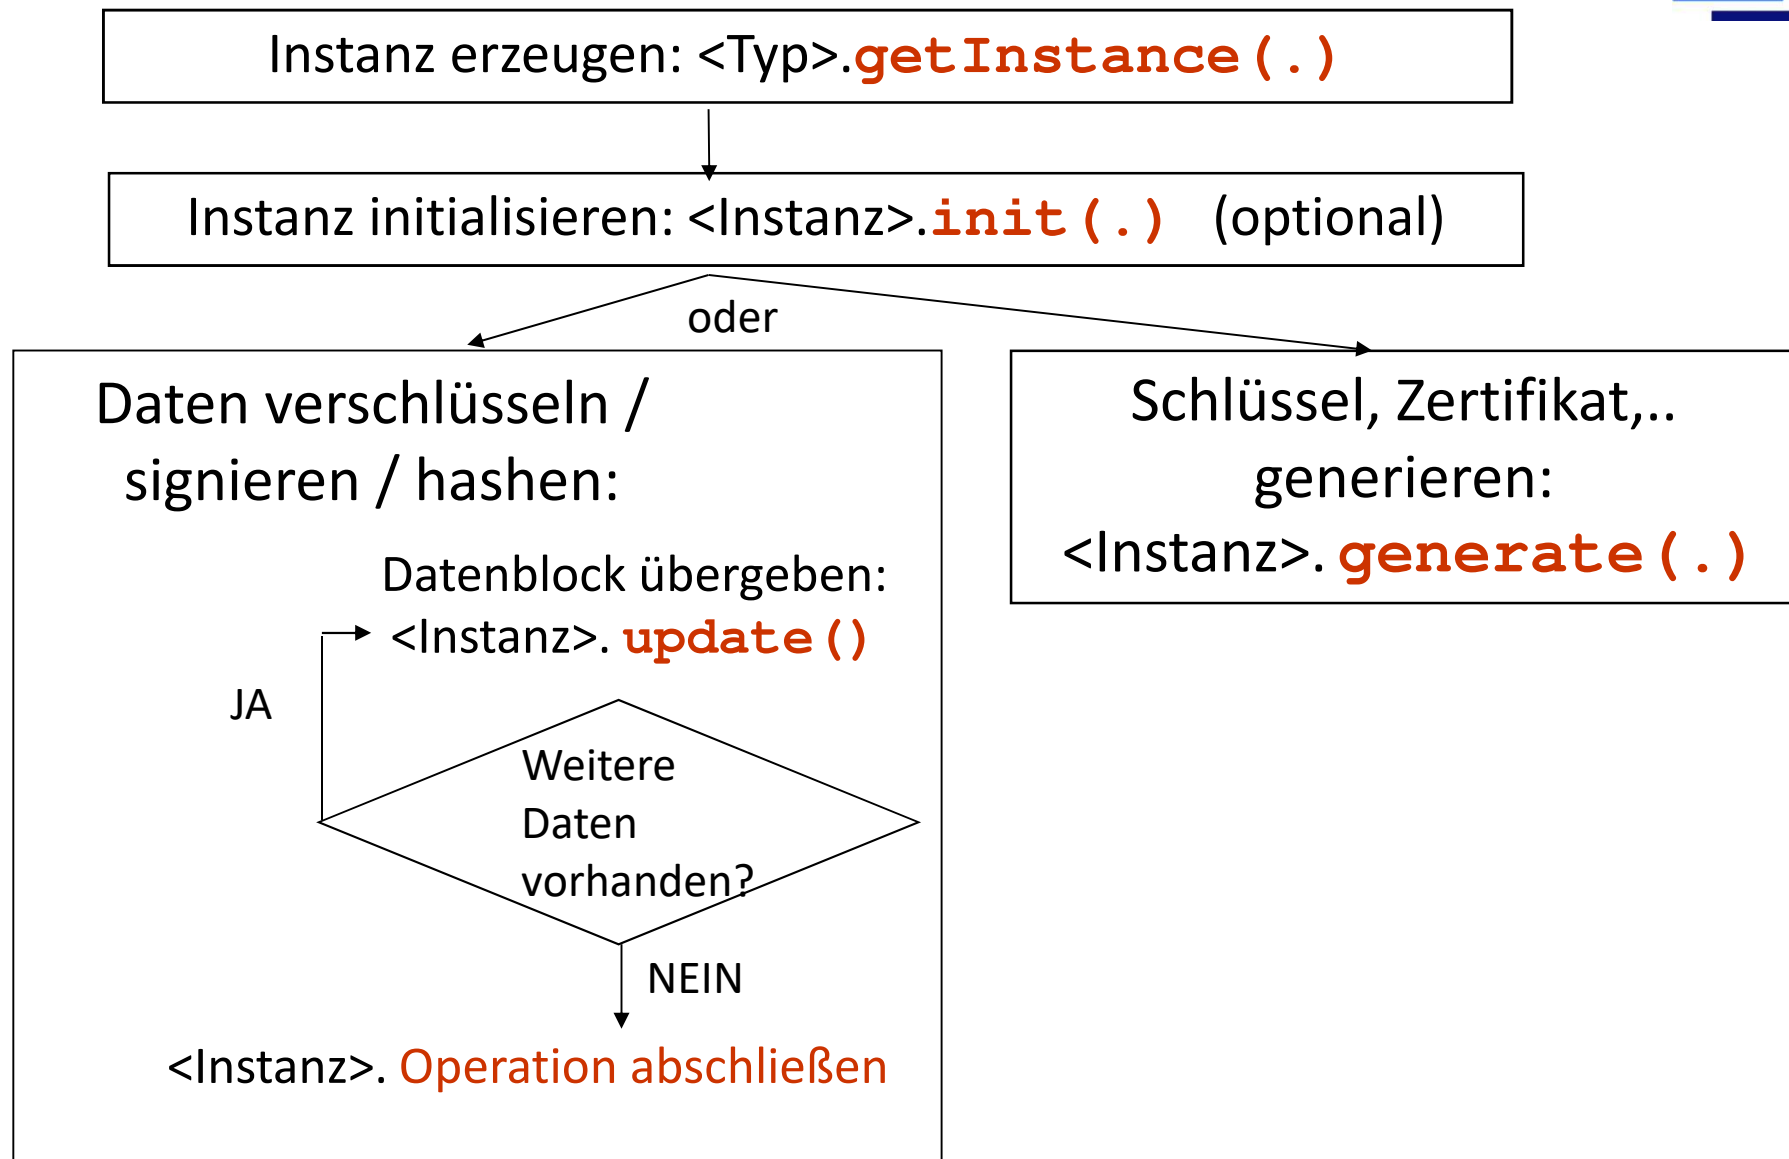 Instanz erzeugen: <Typ>.getInstance(.)
Instanz initialisieren: <Instanz>.init(.) (optional)
oder
Daten verschlüsseln /
signieren / hashen:
Datenblock übergeben:
<Instanz>. update()
JA
Weitere
Daten
vorhanden?
NEIN
<Instanz>. Operation abschließen
Schlüssel, Zertifikat,..
generieren:
<Instanz>. generate(.)